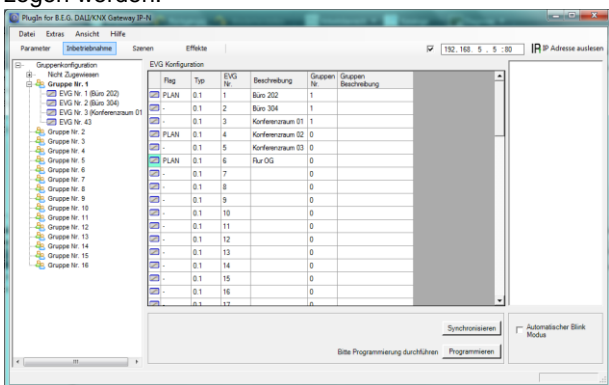 zogen werden.
PlugIn for B.E.G. DALI/KNX Gateway IP-N
Datei Extras Ansicht Hilfe
Parameter Inbetriebnahme Szenen Effekte 192.168. 5 . 5 :80 IP Adresse auslesen
Gruppenkonfiguration
Nicht Zugewiesen
Gruppe Nr. 1
EVG Nr. 1 (Büro 202)
EVG Nr. 2 (Büro 304)
EVG Nr. 3 (Konferenzraum 01
EVG Nr. 43
Gruppe Nr. 2
Gruppe Nr. 3
Gruppe Nr. 4
Gruppe Nr. 5
Gruppe Nr. 6
Gruppe Nr. 7
Gruppe Nr. 8
Gruppe Nr. 9
Gruppe Nr. 10
Gruppe Nr. 11
Gruppe Nr. 12
Gruppe Nr. 13
Gruppe Nr. 14
Gruppe Nr. 15
Gruppe Nr. 16
EVG Konfiguration
Flag Typ EVG Nr. Beschreibung Gruppen Nr. Gruppen Beschreibung
PLAN 0.1 1 Büro 202 1
- 0.1 2 Büro 304 1
- 0.1 3 Konferenzraum 01 1
PLAN 0.1 4 Konferenzraum 02 0
- 0.1 5 Konferenzraum 03 0
PLAN 0.1 6 Flur OG 0
- 0.1 7 0
- 0.1 8 0
- 0.1 9 0
- 0.1 10 0
- 0.1 11 0
- 0.1 12 0
- 0.1 13 0
- 0.1 14 0
- 0.1 15 0
- 0.1 16 0
- 0.1 17 0
Synchronisieren
Bitte Programmierung durchführen Programmieren
Automatischer Blink
Modus